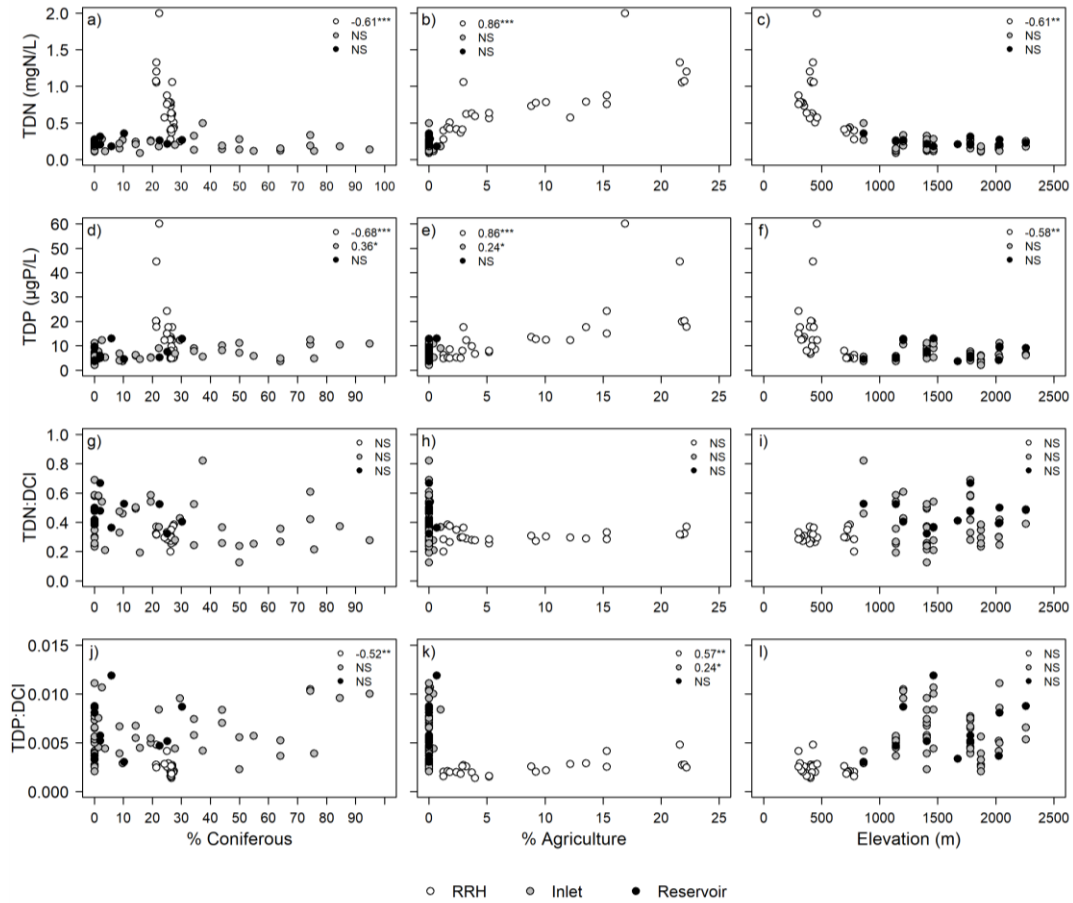 a)
-0.61***
NS
NS
TDN (mgN/L)
2.0
1.5
1.0
0.5
0.0
0 10 20 30 40 50 60 70 80 90 100
b)
0.86***
NS
NS
0 5 10 15 20 25
c)
-0.61**
NS
NS
0 500 1000 1500 2000 2500
d)
-0.68***
0.36*
NS
TDP (µgP/L)
60
50
40
30
20
10
0
0 10 20 30 40 50 60 70 80 90
e)
0.86***
0.24*
NS
0 5 10 15 20 25
f)
-0.58**
NS
NS
0 500 1000 1500 2000 2500
g)
NS
NS
NS
TDN:DCI
1.0
0.8
0.6
0.4
0.2
0.0
0 10 20 30 40 50 60 70 80 90
h)
NS
NS
NS
0 5 10 15 20 25
i)
NS
NS
NS
0 500 1000 1500 2000 2500
j)
-0.52**
NS
NS
TDP:DCI
0.015
0.010
0.005
0.000
0 10 20 30 40 50 60 70 80 90
% Coniferous
k)
0.57**
0.24*
NS
0 5 10 15 20 25
% Agriculture
l)
NS
NS
NS
0 500 1000 1500 2000 2500
Elevation (m)
RRH Inlet Reservoir